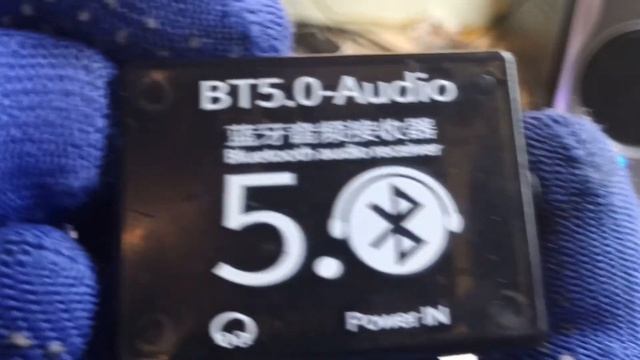 BT5.0-Audio
蓝牙音频接收器
Bluetooth audio receiver
5.0
Power IN